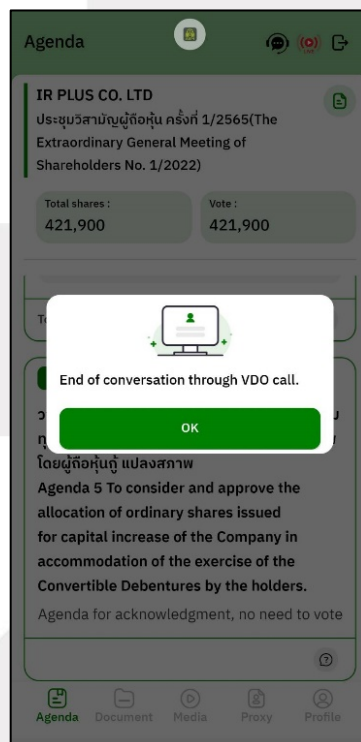 Agenda
LIVE
IR PLUS CO. LTD
ประชุมวิสามัญผู้ถือหุ้น ครั้งที่ 1/2565(The
Extraordinary General Meeting of
Shareholders No. 1/2022)
Total shares :
421,900
Vote :
421,900
End of conversation through VDO call.
OK
โดยผู้ถือหุ้นกู้ แปลงสภาพ
Agenda 5 To consider and approve the
allocation of ordinary shares issued
for capital increase of the Company in
accommodation of the exercise of the
Convertible Debentures by the holders.
Agenda for acknowledgment, no need to vote
Agenda
Document
Media
Proxy
Profile